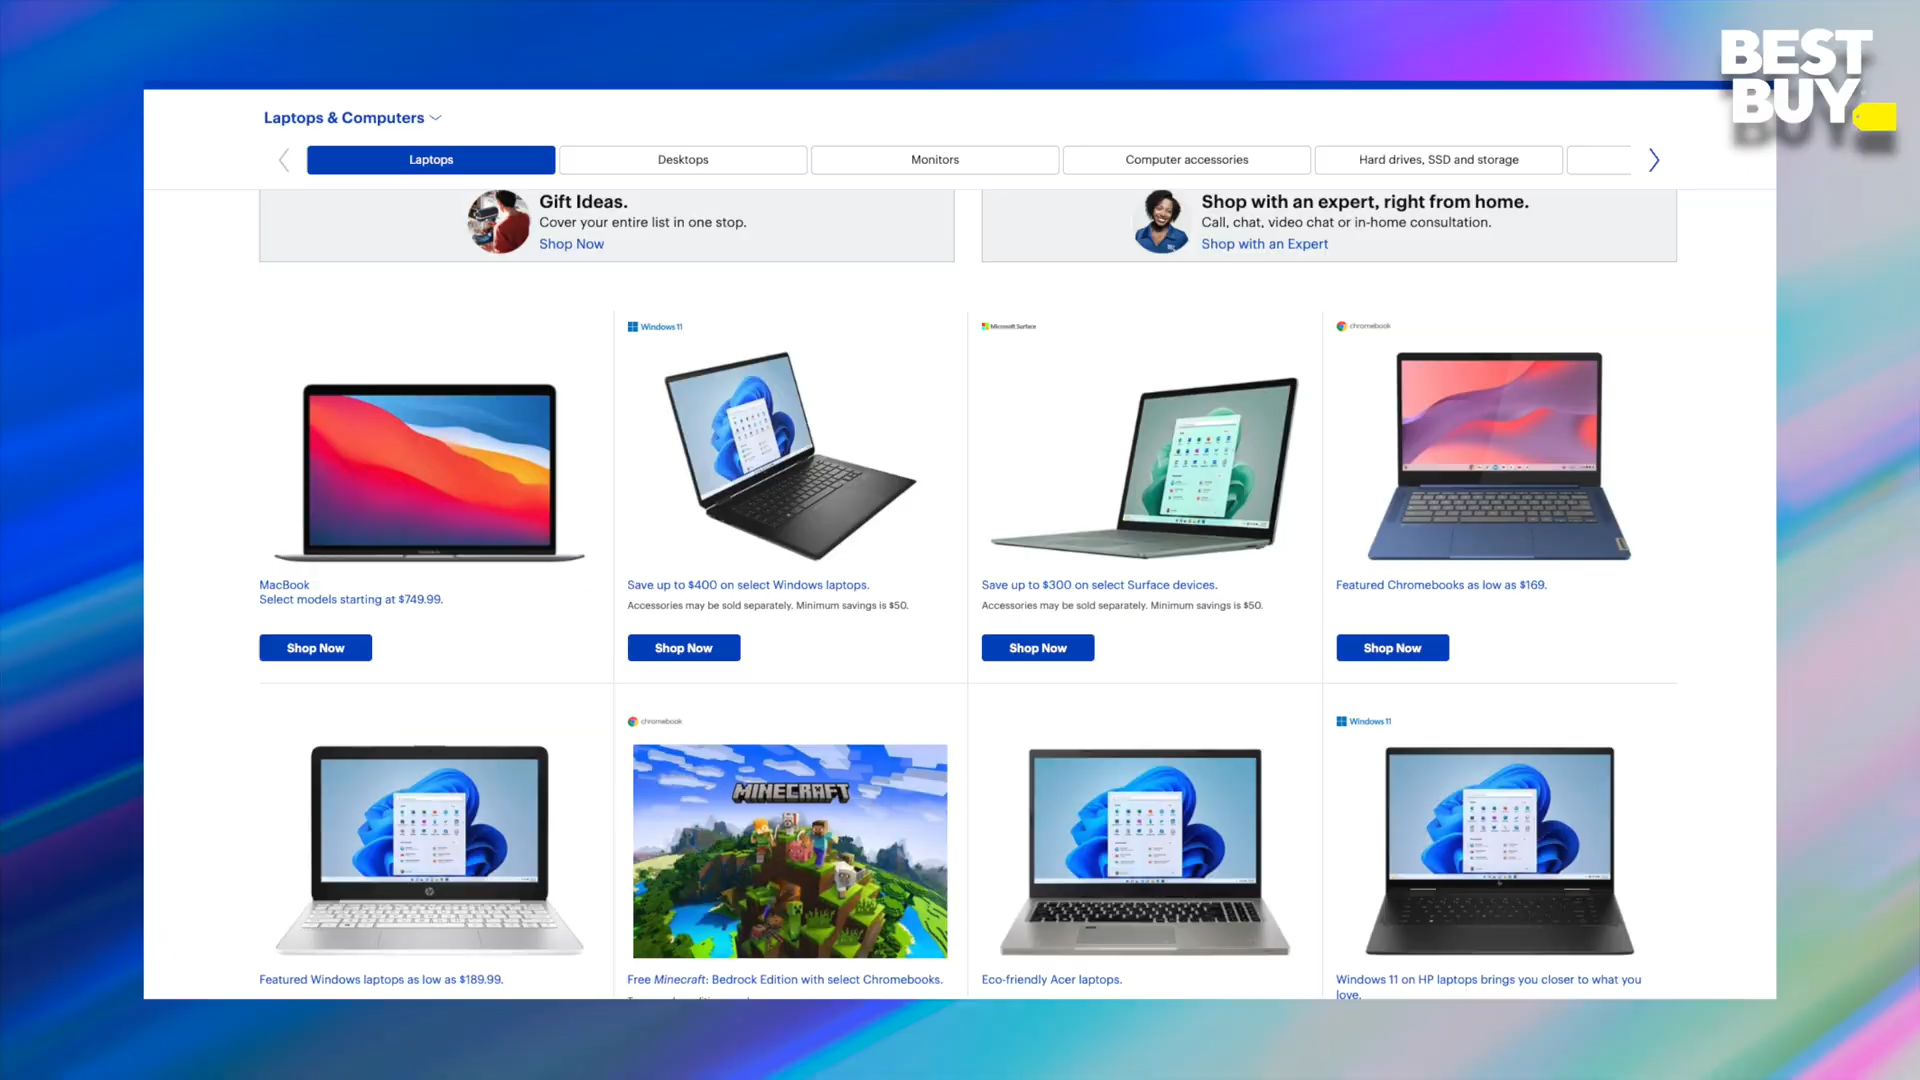 BEST
BUY
Laptops & Computers
Laptops
Desktops
Monitors
Computer accessories
Hard drives, SSD and storage
Gift Ideas.
Cover your entire list in one stop.
Shop Now
Shop with an expert, right from home.
Call, chat, video chat or in-home consultation.
Shop with an Expert
Windows 11
Microsoft Surface
chromebook
MacBook
Select models starting at $749.99.
Shop Now
Save up to $400 on select Windows laptops.
Accessories may be sold separately. Minimum savings is $50.
Shop Now
Save up to $300 on select Surface devices.
Accessories may be sold separately. Minimum savings is $50.
Shop Now
Featured Chromebooks as low as $169.
Shop Now
chromebook
Windows 11
MINECRAFT
Featured Windows laptops as low as $189.99.
Free Minecraft: Bedrock Edition with select Chromebooks.
Eco-friendly Acer laptops.
Windows 11 on HP laptops brings you closer to what you
love.